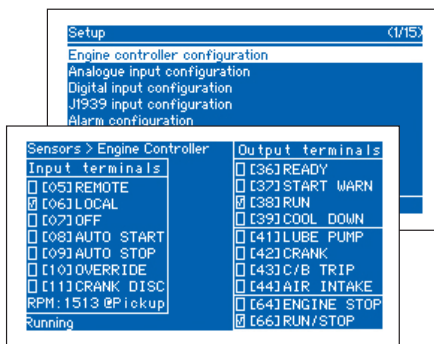 Setup (1/15)
Engine controller configuration
Analogue input configuration
Digital input configuration
J1939 input configuration
Alarm configuration
Sensors > Engine Controller
Input terminals
[05]REMOTE
[06]LOCAL
[07]OFF
[08]AUTO START
[09]AUTO STOP
[10]OVERRIDE
[11]CRANK DISC
RPM:1513 @Pickup
Running
Output terminals
[36]READY
[37]START WARN
[38]RUN
[39]COOL DOWN
[41]LUBE PUMP
[42]CRANK
[43]C/B TRIP
[44]AIR INTAKE
[64]ENGINE STOP
[66]RUN/STOP